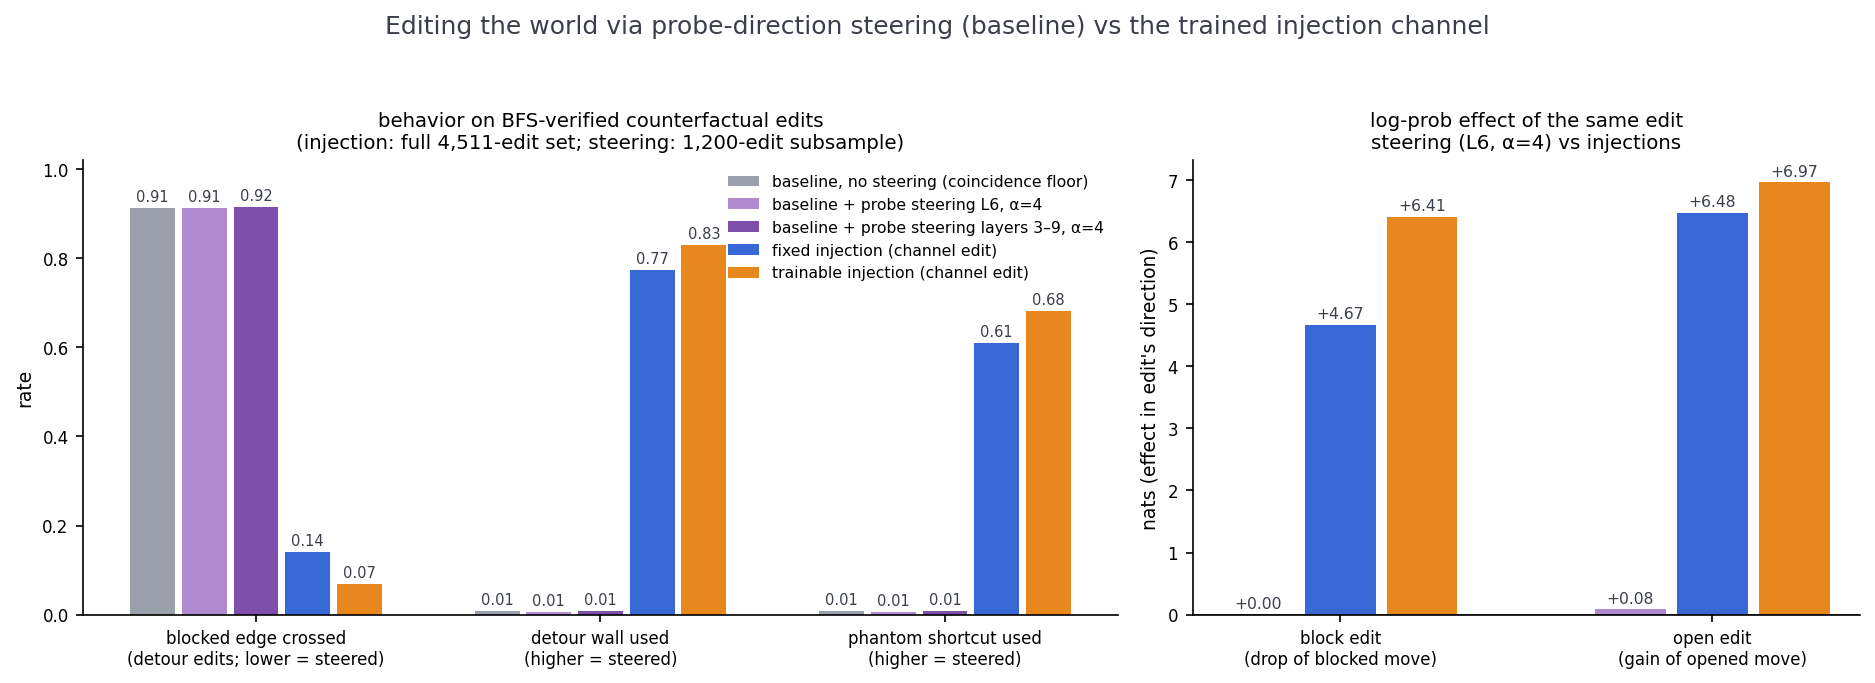 Editing the world via probe-direction steering (baseline) vs the trained injection channel
behavior on BFS-verified counterfactual edits
(injection: full 4,511-edit set; steering: 1,200-edit subsample)
rate
1.0
0.8
0.6
0.4
0.2
0.0
0.91
0.91
0.92
0.14
0.07
0.01
0.01
0.01
0.77
0.83
0.01
0.01
0.01
0.61
0.68
baseline, no steering (coincidence floor)
baseline + probe steering L6, α=4
baseline + probe steering layers 3–9, α=4
fixed injection (channel edit)
trainable injection (channel edit)
blocked edge crossed
(detour edits; lower = steered)
detour wall used
(higher = steered)
phantom shortcut used
(higher = steered)
log-prob effect of the same edit
steering (L6, α=4) vs injections
nats (effect in edit's direction)
7
6
5
4
3
2
1
0
+0.00
+4.67
+6.41
+0.08
+6.48
+6.97
block edit
(drop of blocked move)
open edit
(gain of opened move)